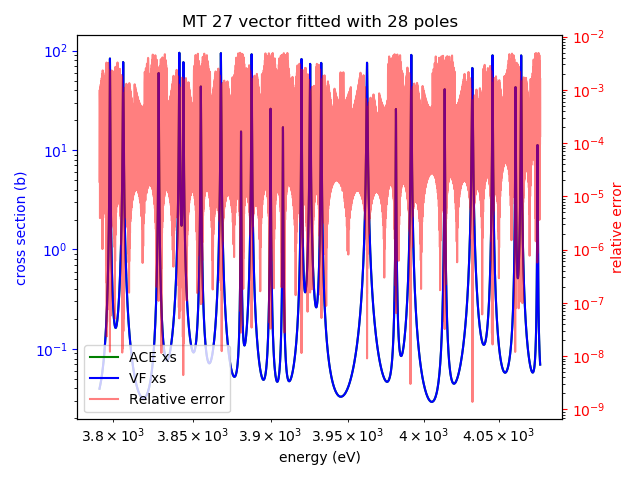 MT 27 vector fitted with 28 poles
cross section (b)
10²
10¹
10⁰
10⁻¹
10⁻²
10⁻³
10⁻⁴
10⁻⁵
10⁻⁶
10⁻⁷
10⁻⁸
10⁻⁹
relative error
ACE xs
VF xs
Relative error
3.8 × 10³ 3.85 × 10³ 3.9 × 10³ 3.95 × 10³ 4 × 10³ 4.05 × 10³
energy (eV)